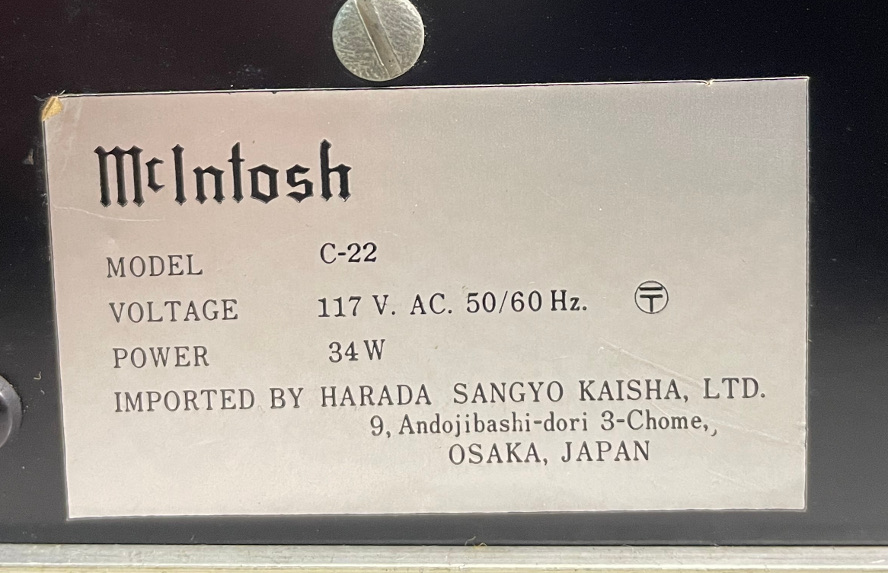 McIntosh
MODEL C-22
VOLTAGE 117 V. AC. 50/60 Hz. 〶
POWER 34 W
IMPORTED BY HARADA SANGYO KAISHA, LTD.
9, Andojibashi-dori 3-Chome,
OSAKA, JAPAN